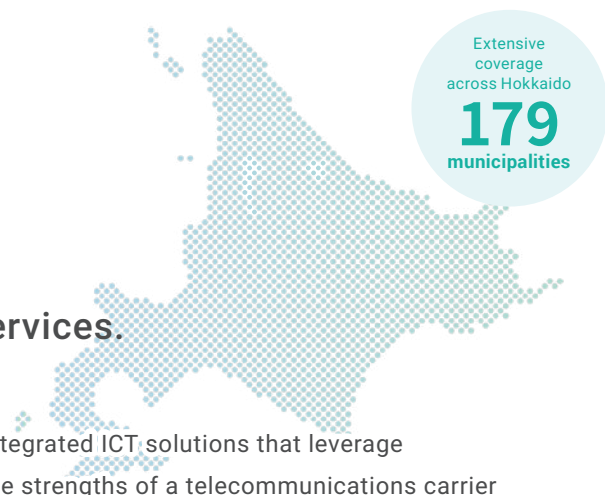 Extensive
coverage
across Hokkaido
179
municipalities
ervices.
tegrated ICT solutions that leverage
e strengths of a telecommunications carrier